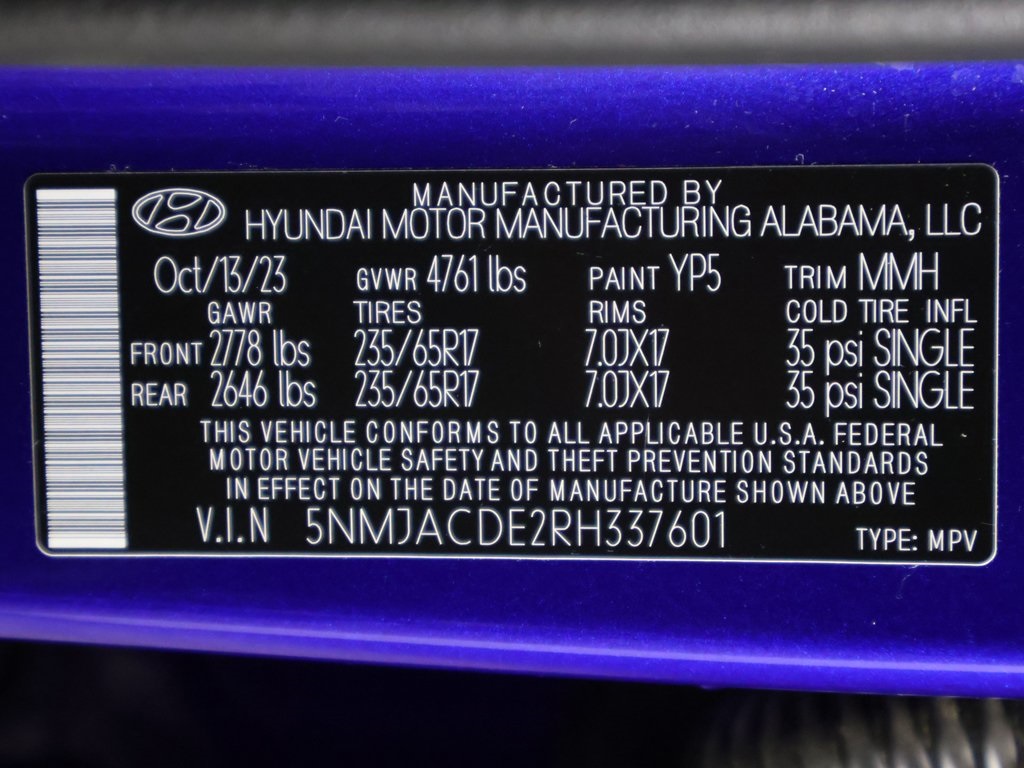 MANUFACTURED BY
HYUNDAI MOTOR MANUFACTURING ALABAMA, LLC
Oct/13/23 GVWR 4761 lbs PAINT YP5 TRIM MMH
GAWR TIRES RIMS COLD TIRE INFL
FRONT 2778 lbs 235/65R17 7.0JX17 35 psi SINGLE
REAR 2646 lbs 235/65R17 7.0JX17 35 psi SINGLE
THIS VEHICLE CONFORMS TO ALL APPLICABLE U.S.A. FEDERAL
MOTOR VEHICLE SAFETY AND THEFT PREVENTION STANDARDS
IN EFFECT ON THE DATE OF MANUFACTURE SHOWN ABOVE
V.I.N 5NMJACDE2RH337601 TYPE: MPV